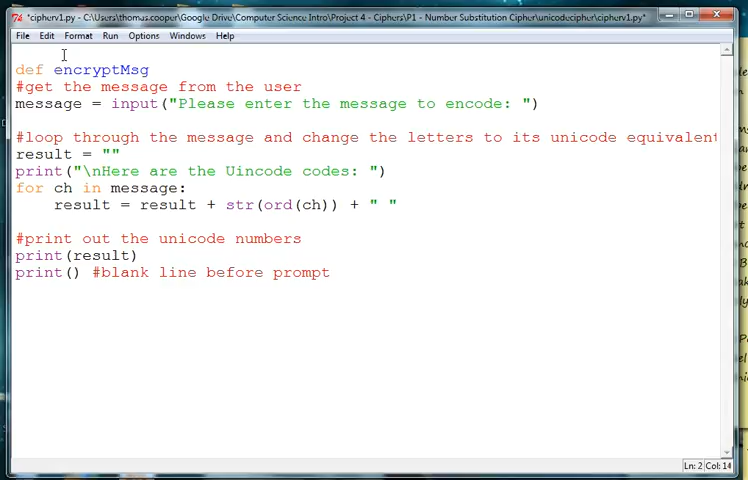 *cipherv1.py - C:\Users\thomas.cooper\Google Drive\Computer Science Intro\Project 4 - Ciphers\P1 - Number Substitution Cipher\unicodecipher\cipherv1.py*
File Edit Format Run Options Windows Help
def encryptMsg
#get the message from the user
message = input("Please enter the message to encode: ")
#loop through the message and change the letters to its unicode equivalent
result = ""
print("\nHere are the Uincode codes: ")
for ch in message:
result = result + str(ord(ch)) + " "
#print out the unicode numbers
print(result)
print() #blank line before prompt
Ln: 2 Col: 14